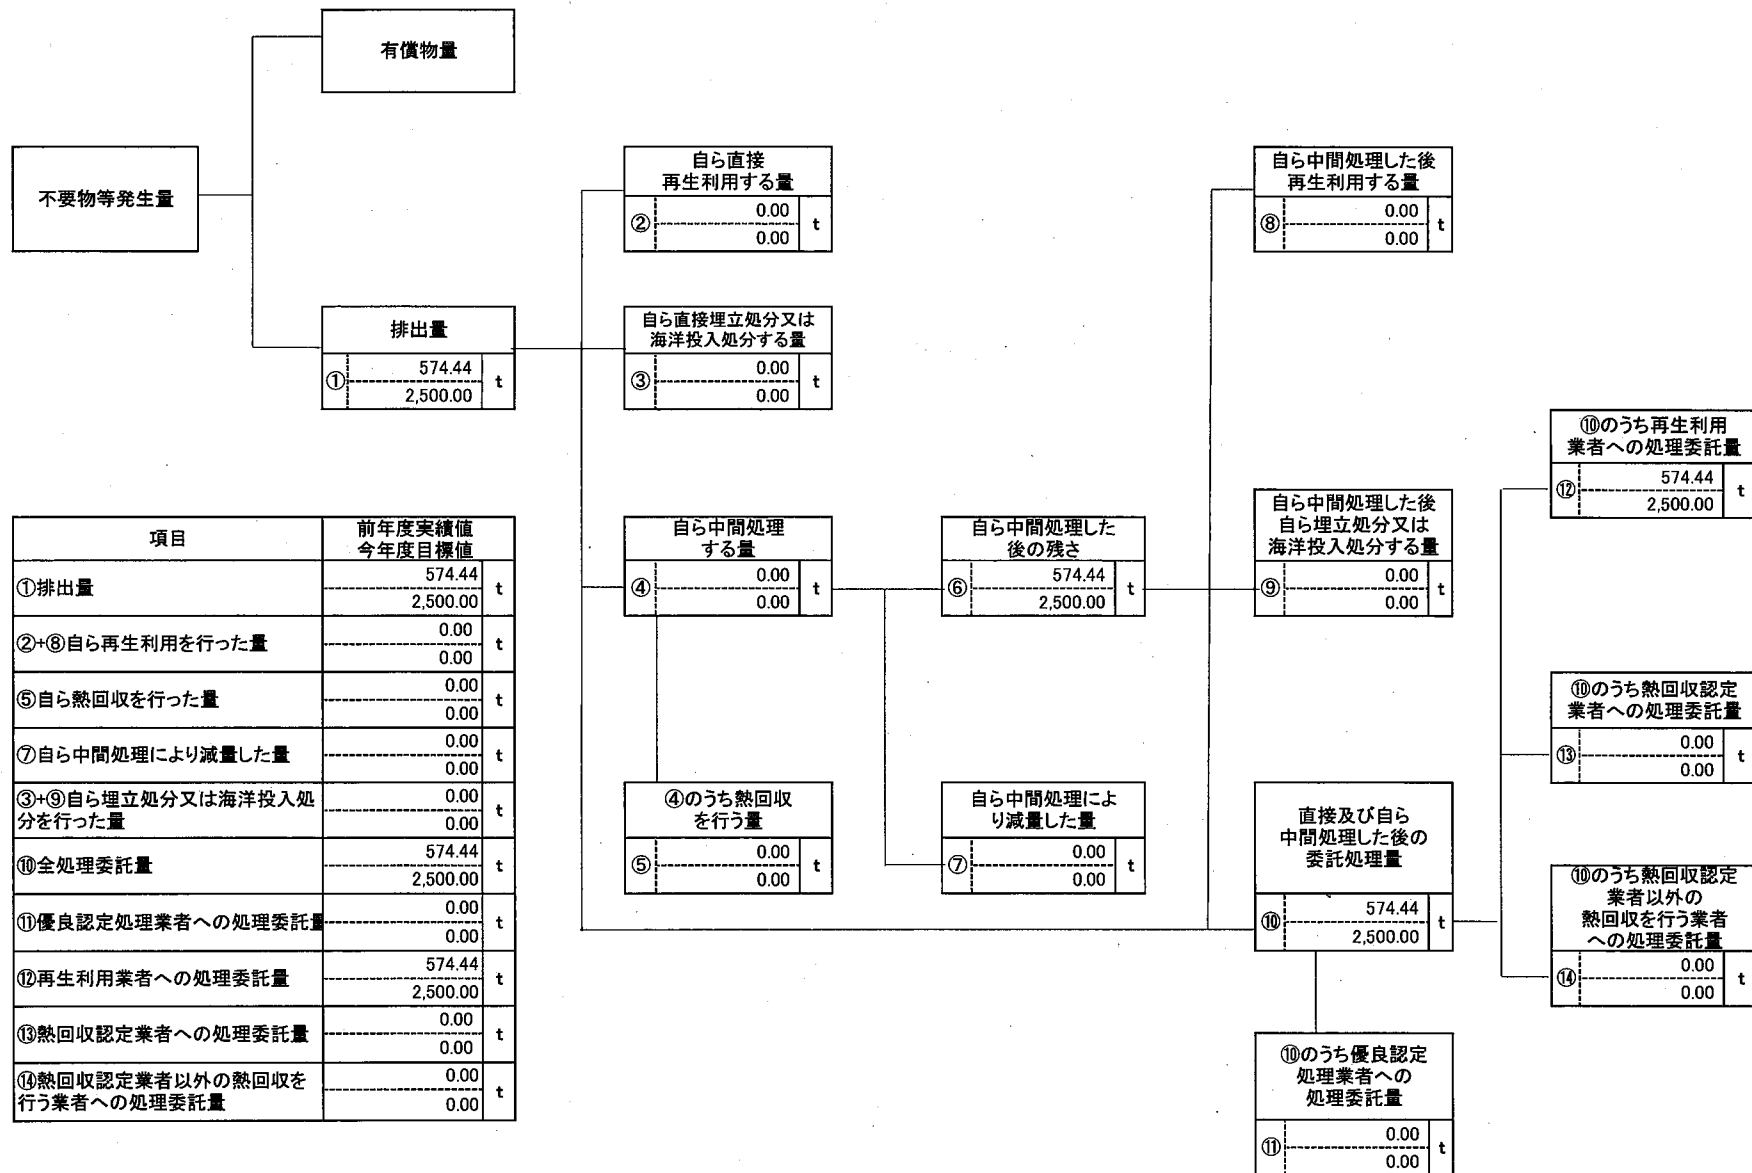 有償物量
不要物等発生量
排出量
① 574.44 t
2,500.00
自ら直接
再生利用する量
② 0.00 t
0.00
自ら直接埋立処分又は
海洋投入処分する量
③ 0.00 t
0.00
自ら中間処理
する量
④ 0.00 t
0.00
④のうち熱回収
を行う量
⑤ 0.00 t
0.00
自ら中間処理した
後の残さ
⑥ 574.44 t
2,500.00
自ら中間処理によ
り減量した量
⑦ 0.00 t
0.00
自ら中間処理した後
再生利用する量
⑧ 0.00 t
0.00
自ら中間処理した後
自ら埋立処分又は
海洋投入処分する量
⑨ 0.00 t
0.00
直接及び自ら
中間処理した後の
委託処理量
⑩ 574.44 t
2,500.00
⑩のうち優良認定
処理業者への
処理委託量
⑪ 0.00 t
0.00
⑩のうち再生利用
業者への処理委託量
⑫ 574.44 t
2,500.00
⑩のうち熱回収認定
業者への処理委託量
⑬ 0.00 t
0.00
⑩のうち熱回収認定
業者以外の
熱回収を行う業者
への処理委託量
⑭ 0.00 t
0.00
項目 前年度実績値
今年度目標値
①排出量 574.44 t
2,500.00
②+⑧自ら再生利用を行った量 0.00 t
0.00
⑤自ら熱回収を行った量 0.00 t
0.00
⑦自ら中間処理により減量した量 0.00 t
0.00
③+⑨自ら埋立処分又は海洋投入処 0.00 t
分を行った量 0.00
⑩全処理委託量 574.44 t
2,500.00
⑪優良認定処理業者への処理委託量 0.00 t
0.00
⑫再生利用業者への処理委託量 574.44 t
2,500.00
⑬熱回収認定業者への処理委託量 0.00 t
0.00
⑭熱回収認定業者以外の熱回収を 0.00 t
行う業者への処理委託量 0.00